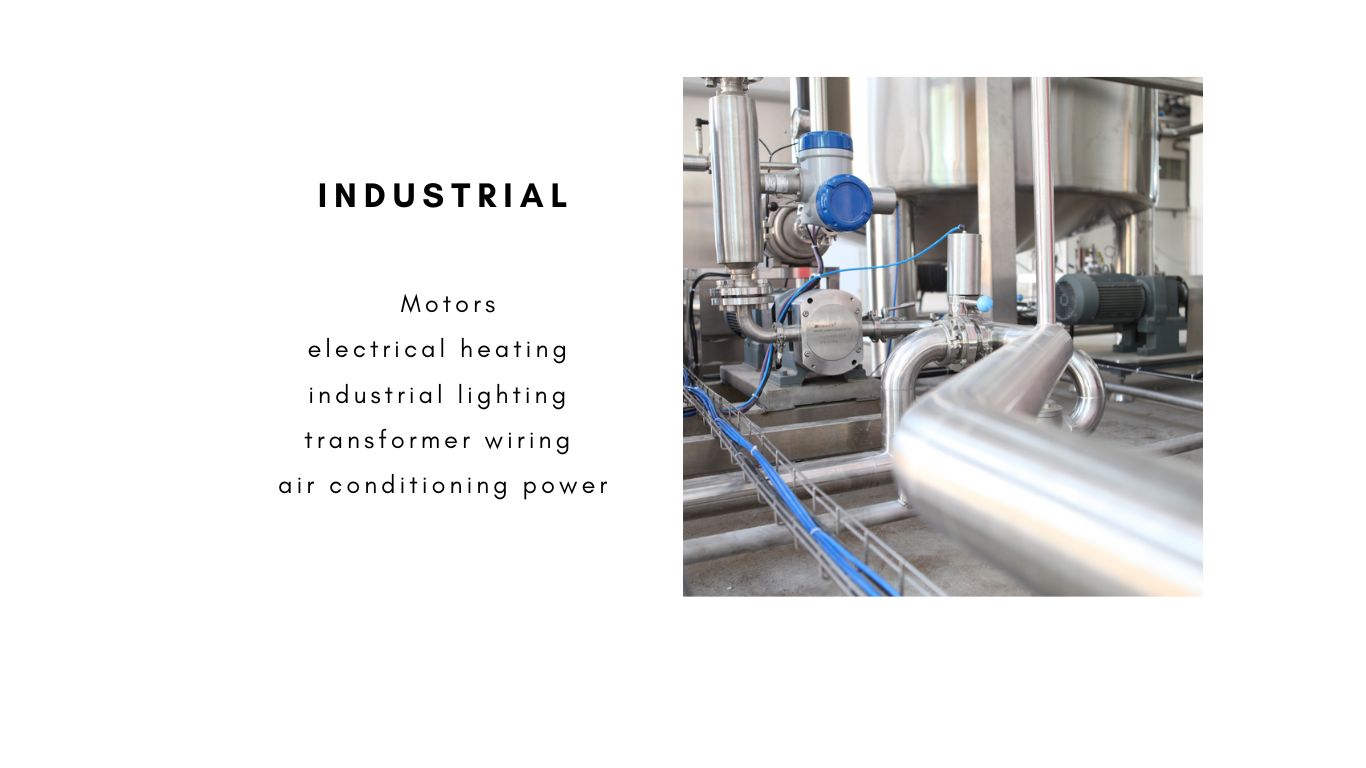 INDUSTRIAL
Motors
electrical heating
industrial lighting
transformer wiring
air conditioning power